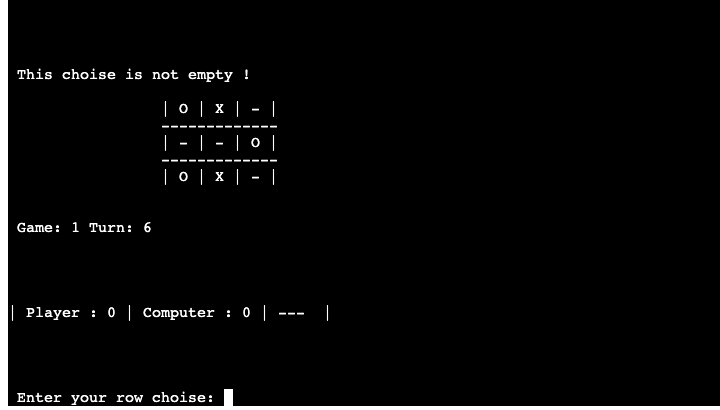 This choise is not empty !
| O | X | - |
-------------
| - | - | O |
-------------
| O | X | - |
Game: 1 Turn: 6
| Player : 0 | Computer : 0 | ---  |
Enter your row choise: